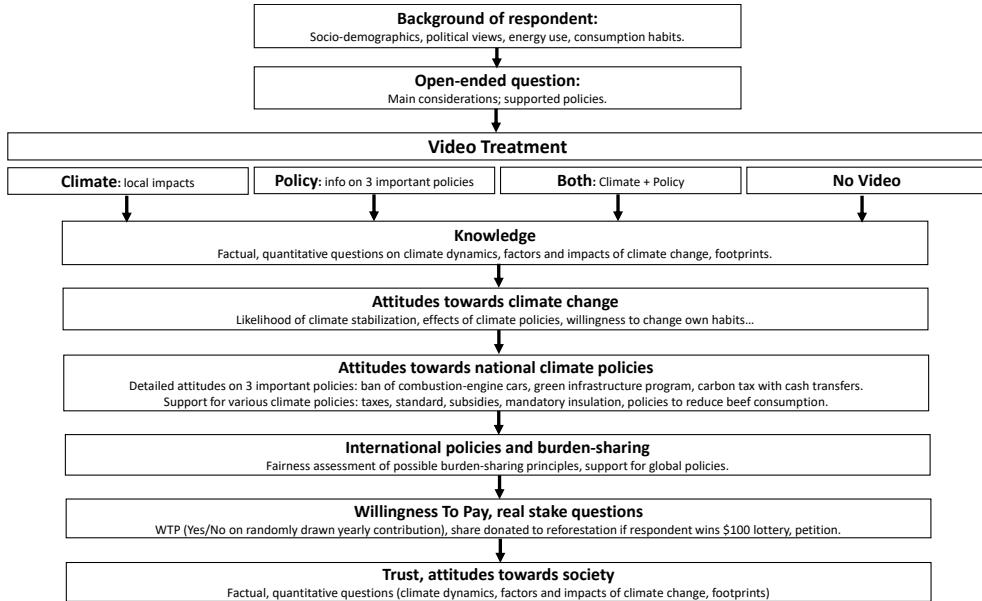 Background of respondent:
Socio-demographics, political views, energy use, consumption habits.
Open-ended question:
Main considerations; supported policies.
Video Treatment
Climate: local impacts
Policy: info on 3 important policies
Both: Climate + Policy
No Video
Knowledge
Factual, quantitative questions on climate dynamics, factors and impacts of climate change, footprints.
Attitudes towards climate change
Likelihood of climate stabilization, effects of climate policies, willingness to change own habits…
Attitudes towards national climate policies
Detailed attitudes on 3 important policies: ban of combustion-engine cars, green infrastructure program, carbon tax with cash transfers.
Support for various climate policies: taxes, standard, subsidies, mandatory insulation, policies to reduce beef consumption.
International policies and burden-sharing
Fairness assessment of possible burden-sharing principles, support for global policies.
Willingness To Pay, real stake questions
WTP (Yes/No on randomly drawn yearly contribution), share donated to reforestation if respondent wins $100 lottery, petition.
Trust, attitudes towards society
Factual, quantitative questions (climate dynamics, factors and impacts of climate change, footprints)